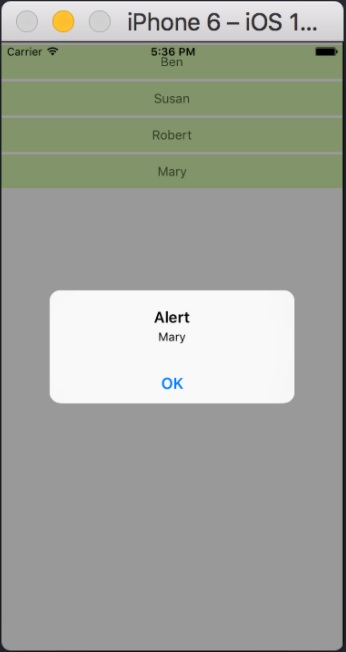 iPhone 6 – iOS 1...
Carrier
5:36 PM
Ben
Susan
Robert
Mary
Alert
Mary
OK